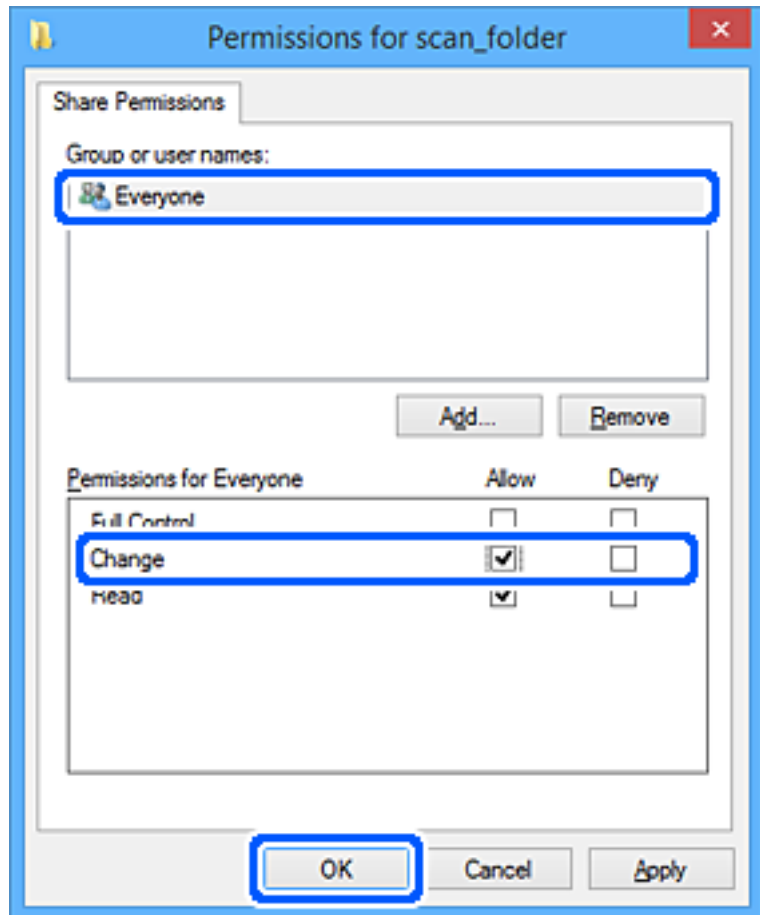 Permissions for scan_folder
Share Permissions
Group or user names:
Everyone
Add... Remove
Permissions for Everyone Allow Deny
Full Control
Change
Read
OK Cancel Apply